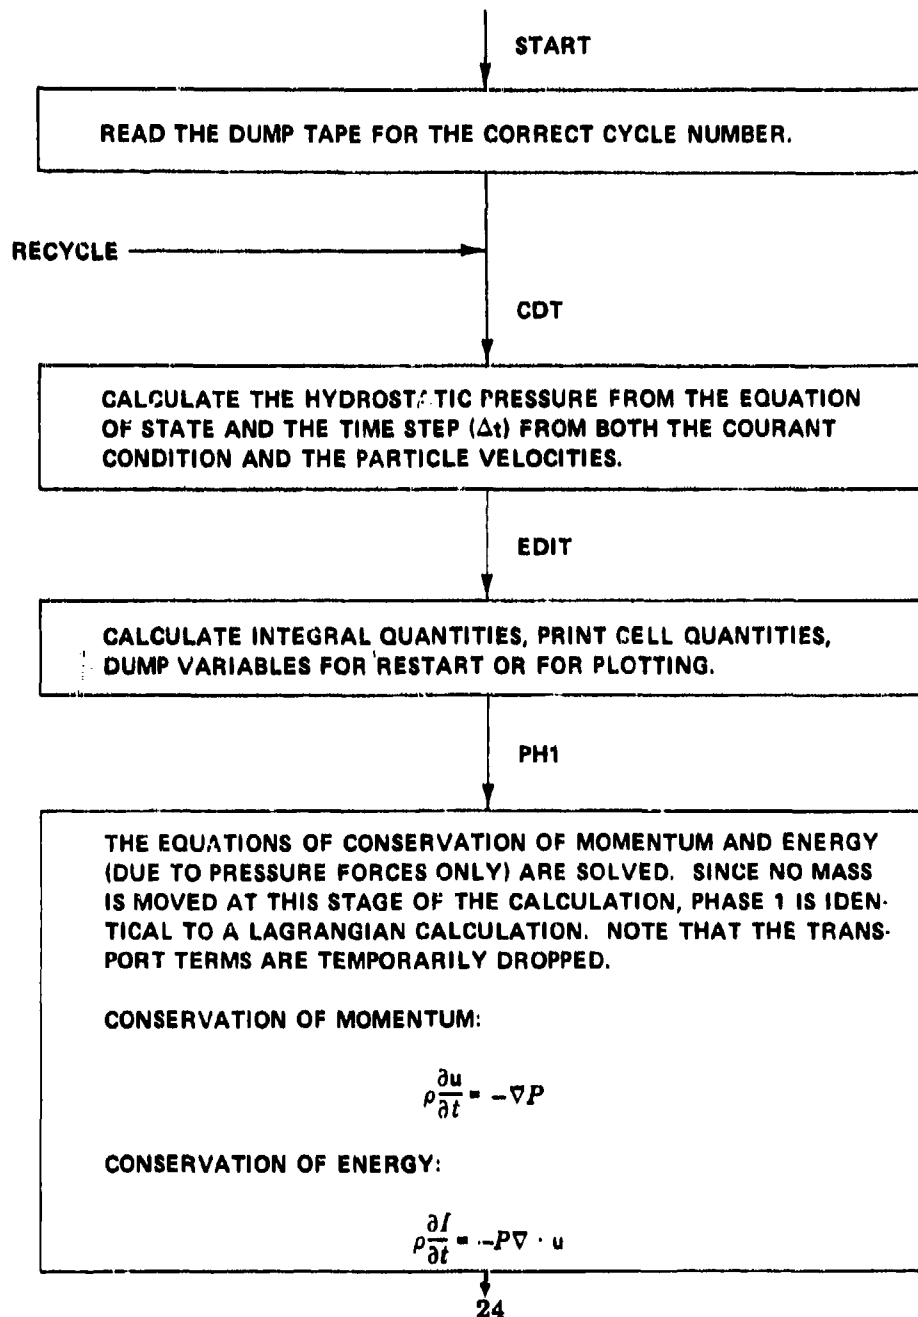 START
READ THE DUMP TAPE FOR THE CORRECT CYCLE NUMBER.
RECYCLE
CDT
CALCULATE THE HYDROSTATIC PRESSURE FROM THE EQUATION
OF STATE AND THE TIME STEP (Δt) FROM BOTH THE COURANT
CONDITION AND THE PARTICLE VELOCITIES.
EDIT
CALCULATE INTEGRAL QUANTITIES, PRINT CELL QUANTITIES,
DUMP VARIABLES FOR RESTART OR FOR PLOTTING.
PH1
THE EQUATIONS OF CONSERVATION OF MOMENTUM AND ENERGY
(DUE TO PRESSURE FORCES ONLY) ARE SOLVED. SINCE NO MASS
IS MOVED AT THIS STAGE OF THE CALCULATION, PHASE 1 IS IDEN-
TICAL TO A LAGRANGIAN CALCULATION. NOTE THAT THE TRANS-
PORT TERMS ARE TEMPORARILY DROPPED.
CONSERVATION OF MOMENTUM:
ρ ∂u/∂t = -∇P
CONSERVATION OF ENERGY:
ρ ∂I/∂t = -P∇ · u
24